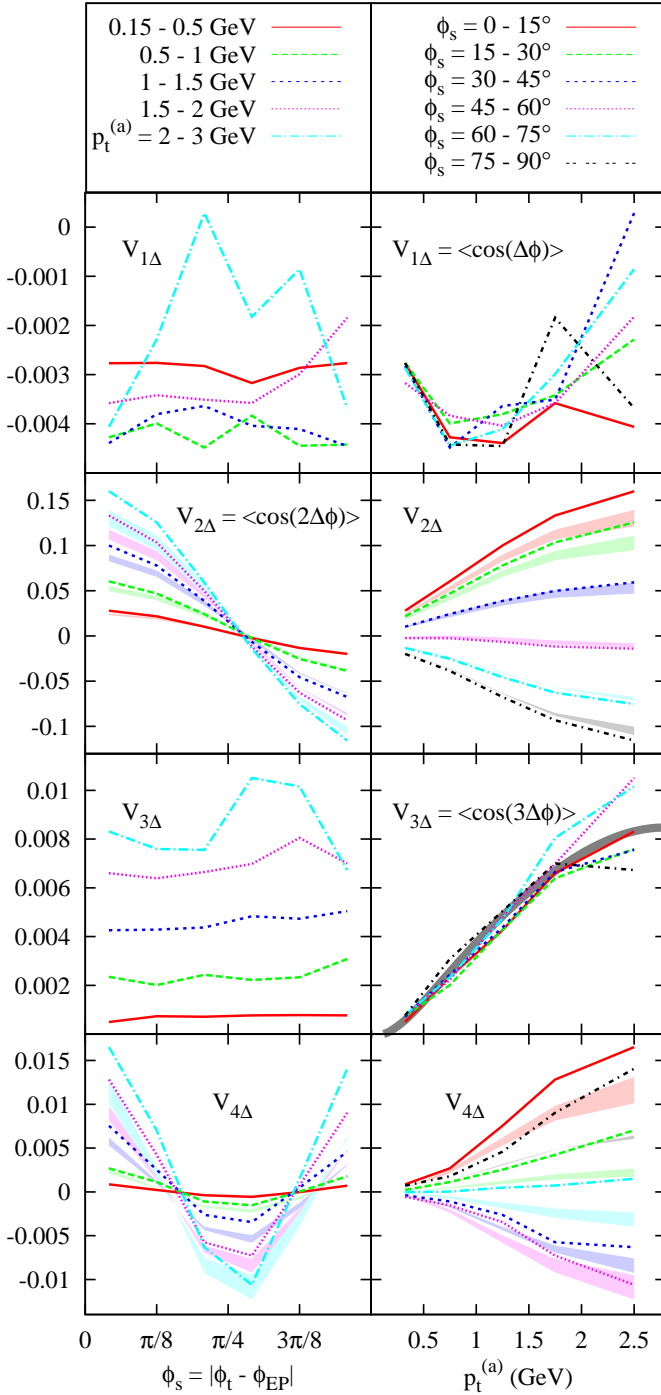 0.15 - 0.5 GeV
0.5 - 1 GeV
1 - 1.5 GeV
1.5 - 2 GeV
p_t^(a) = 2 - 3 GeV
ϕ_s = 0 - 15°
ϕ_s = 15 - 30°
ϕ_s = 30 - 45°
ϕ_s = 45 - 60°
ϕ_s = 60 - 75°
ϕ_s = 75 - 90°
0
-0.001
-0.002
-0.003
-0.004
V_1Δ
V_1Δ = <cos(Δϕ)>
0.15
0.1
0.05
0
-0.05
-0.1
V_2Δ = <cos(2Δϕ)>
V_2Δ
0.01
0.008
0.006
0.004
0.002
V_3Δ
V_3Δ = <cos(3Δϕ)>
0.015
0.01
0.005
0
-0.005
-0.01
V_4Δ
V_4Δ
0 π/8 π/4 3π/8
0.5 1 1.5 2 2.5
ϕ_s = |ϕ_t - ϕ_EP|
p_t^(a) (GeV)